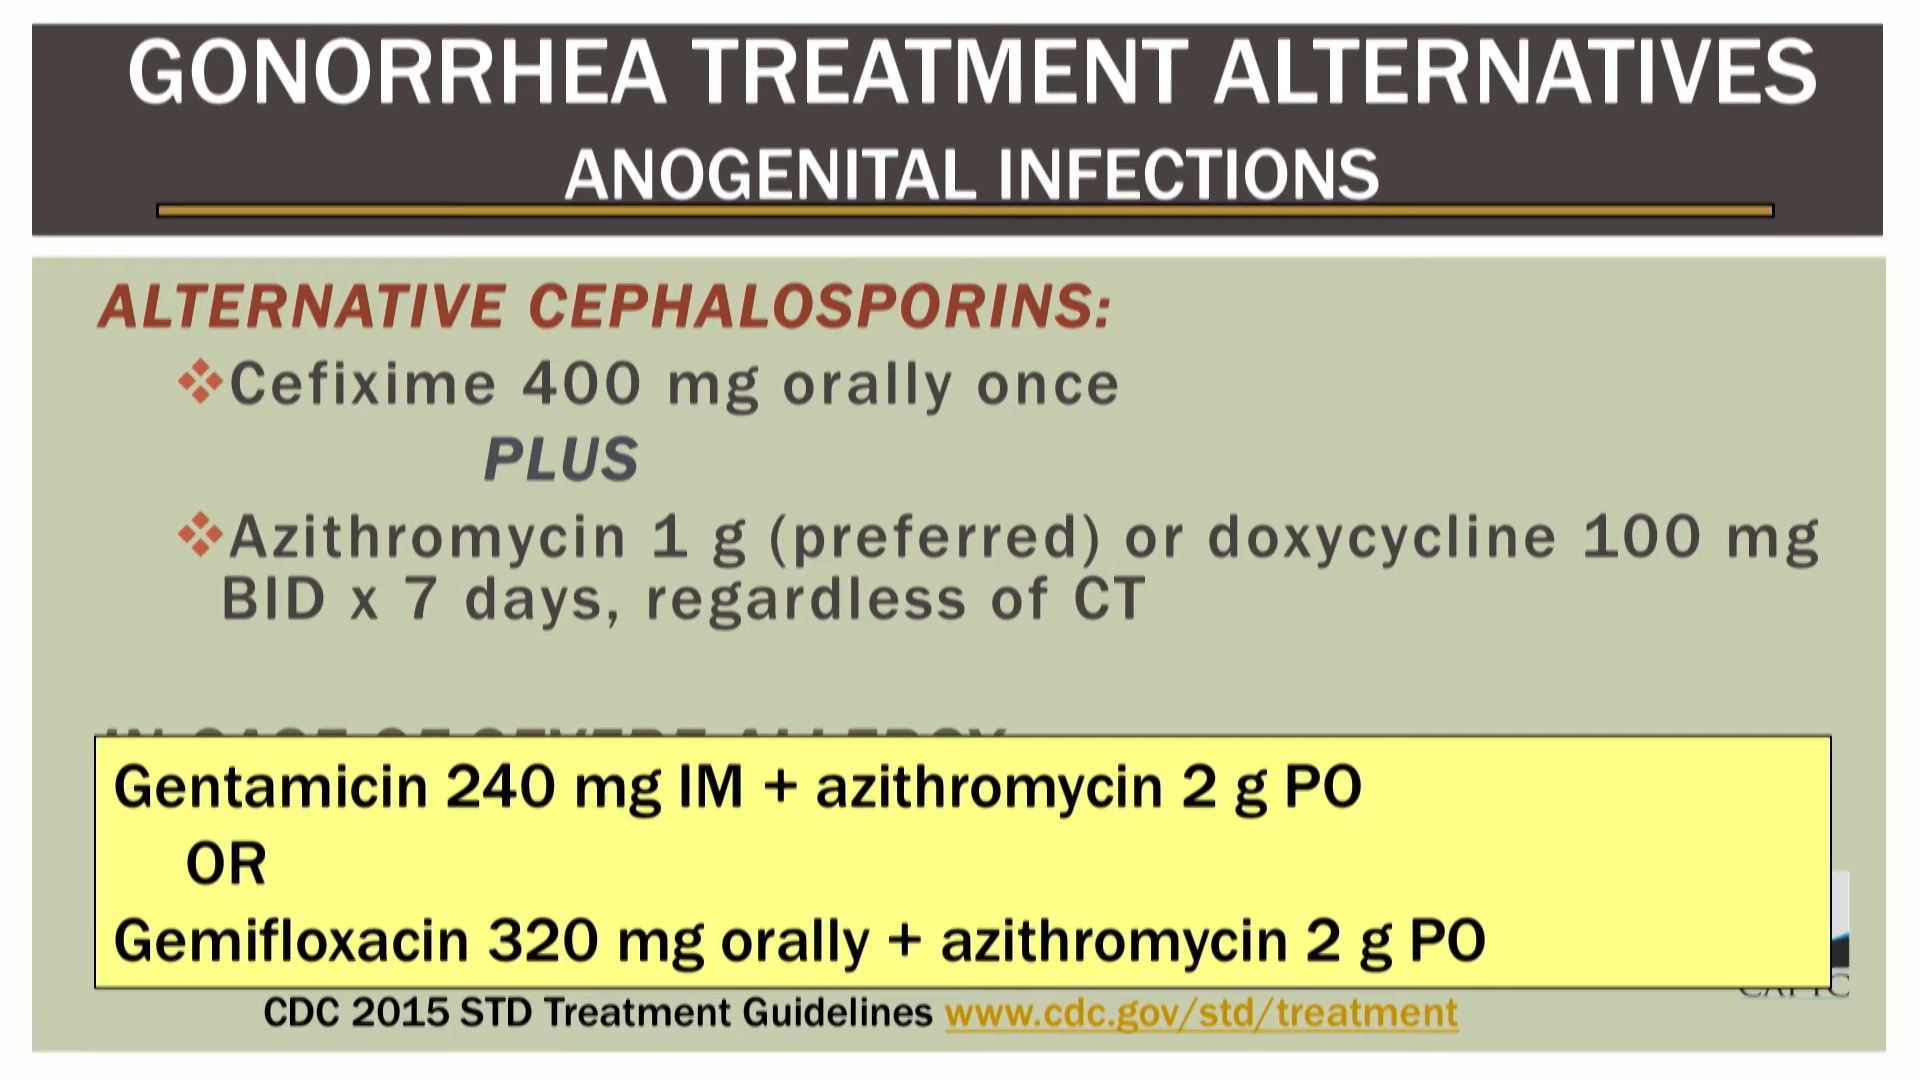 GONORRHEA TREATMENT ALTERNATIVES
ANOGENITAL INFECTIONS
ALTERNATIVE CEPHALOSPORINS:
Cefixime 400 mg orally once
PLUS
Azithromycin 1 g (preferred) or doxycycline 100 mg
BID x 7 days, regardless of CT
Gentamicin 240 mg IM + azithromycin 2 g PO
OR
Gemifloxacin 320 mg orally + azithromycin 2 g PO
CDC 2015 STD Treatment Guidelines www.cdc.gov/std/treatment